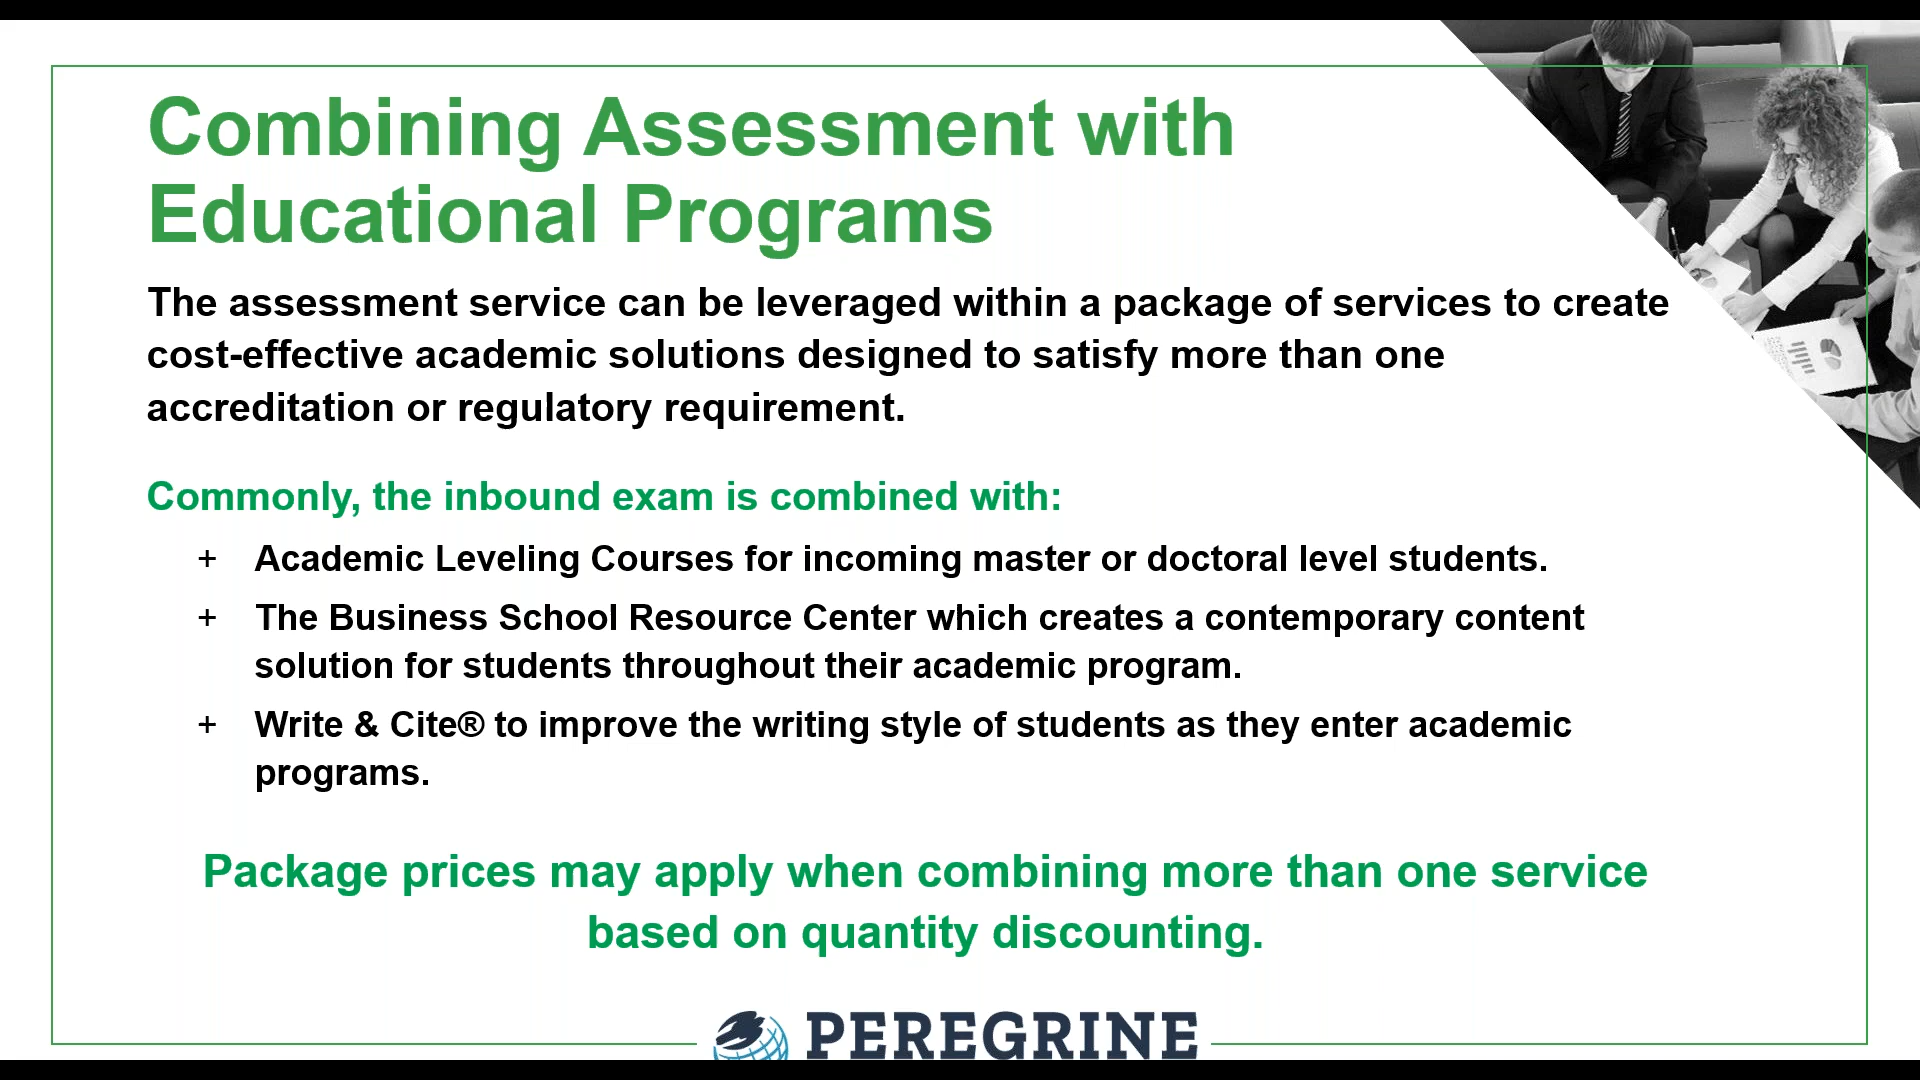 Combining Assessment with
Educational Programs
The assessment service can be leveraged within a package of services to create
cost-effective academic solutions designed to satisfy more than one
accreditation or regulatory requirement.
Commonly, the inbound exam is combined with:
+ Academic Leveling Courses for incoming master or doctoral level students.
+ The Business School Resource Center which creates a contemporary content
solution for students throughout their academic program.
+ Write & Cite® to improve the writing style of students as they enter academic
programs.
Package prices may apply when combining more than one service
based on quantity discounting.
PEREGRINE